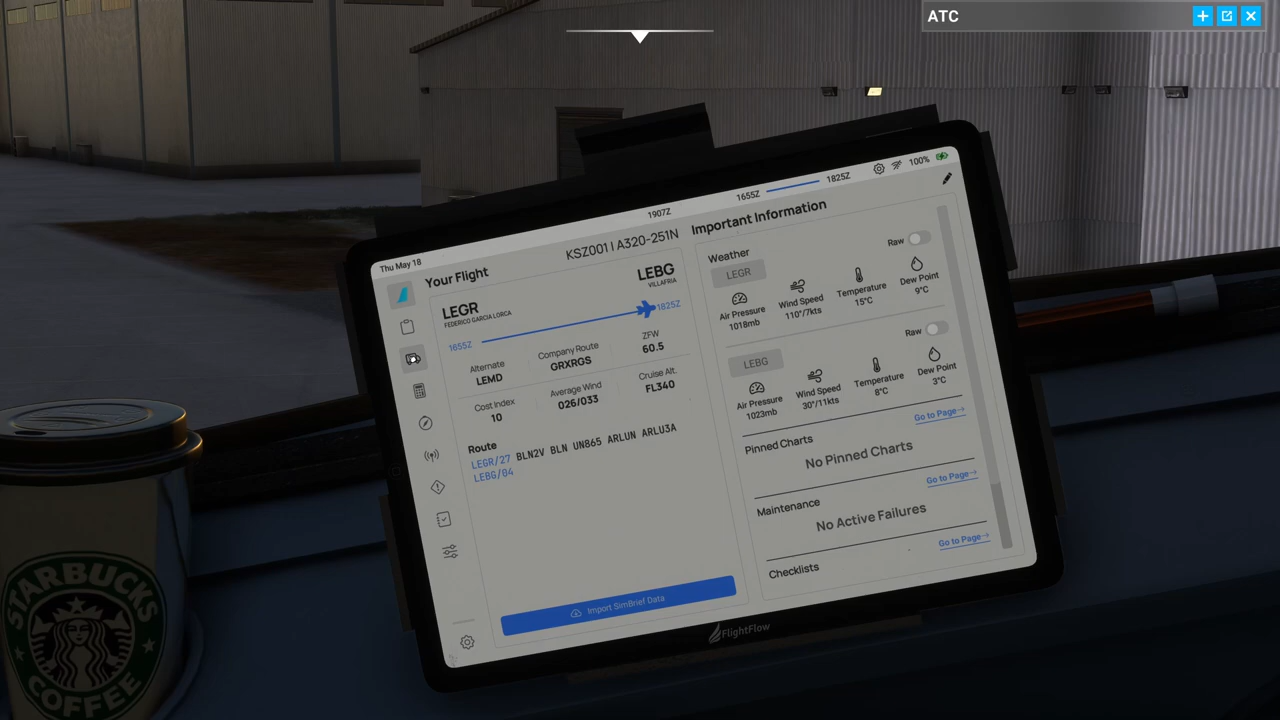 ATC
Thu May 18
1907Z
1655Z
1825Z
100%
Your Flight
KSZ001 | A320-251N
LEGR
FEDERICO GARCIA LORCA
LEBG
VILLAFRIA
1655Z
1825Z
Alternate
LEMD
Company Route
GRXRGS
ZFW
60.5
Cost Index
10
Average Wind
026/033
Cruise Alt.
FL340
Route
LEGR/27 BLN2V BLN UN865 ARLUN ARLU3A
LEBG/04
Import SimBrief Data
Important Information
Weather
Raw
LEGR
Air Pressure
1018mb
Wind Speed
110°/7kts
Temperature
15°C
Dew Point
9°C
Raw
LEBG
Air Pressure
1023mb
Wind Speed
30°/11kts
Temperature
8°C
Dew Point
3°C
Pinned Charts
Go to Page→
No Pinned Charts
Maintenance
Go to Page→
No Active Failures
Checklists
Go to Page→
FlightFlow
STARBUCKS
COFFEE